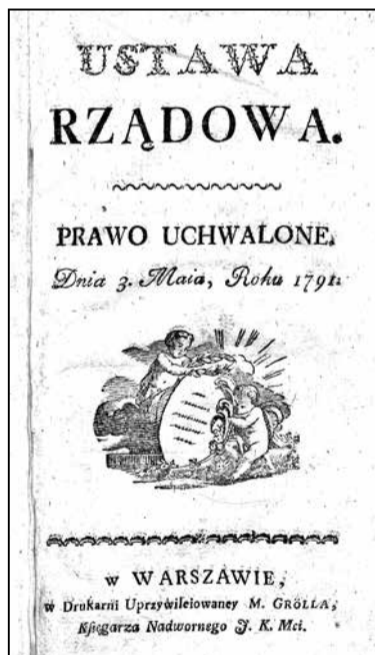 USTAWA
RZĄDOWA.
PRAWO UCHWALONE.
Dnia 3. Maia, Roku 1791.
w WARSZAWIE,
w Drukarni Uprzywileiowaney M. GRÖLLA,
Księgarza Nadwornego J. K. Mci.